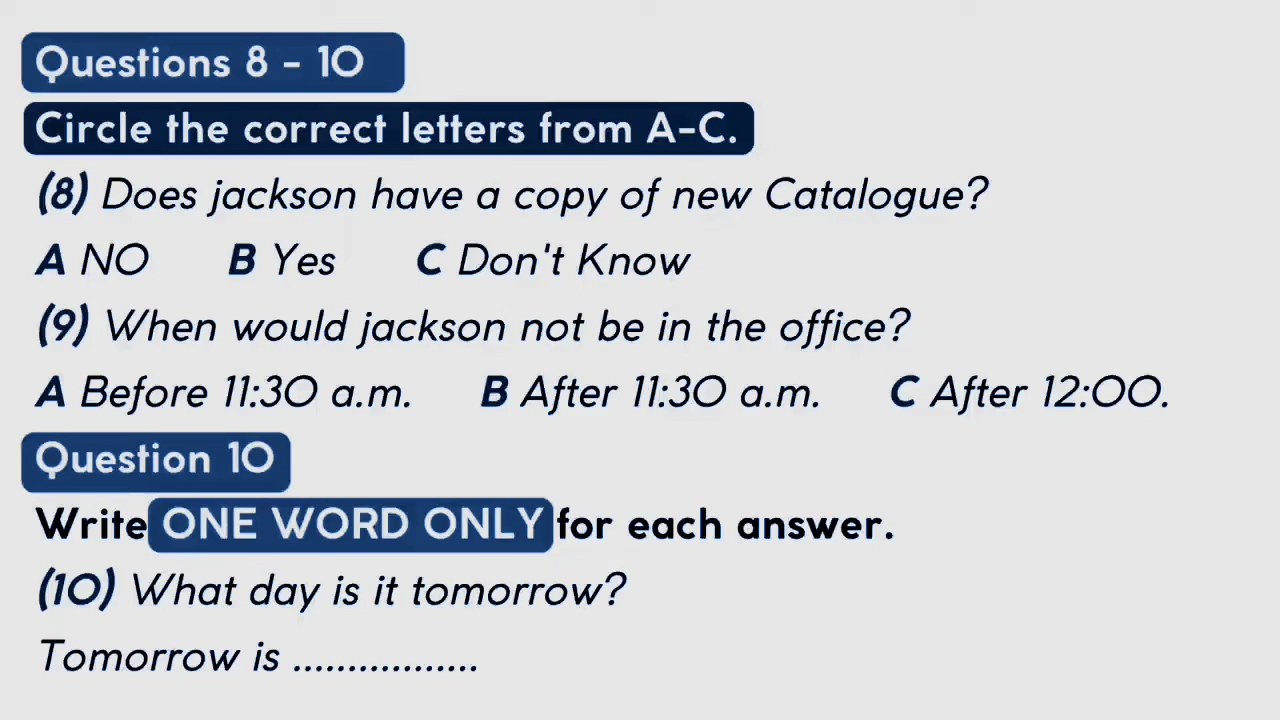 Questions 8 - 10
Circle the correct letters from A-C.
(8) Does jackson have a copy of new Catalogue?
A NO B Yes C Don't Know
(9) When would jackson not be in the office?
A Before 11:30 a.m. B After 11:30 a.m. C After 12:00.
Question 10
Write ONE WORD ONLY for each answer.
(10) What day is it tomorrow?
Tomorrow is .................